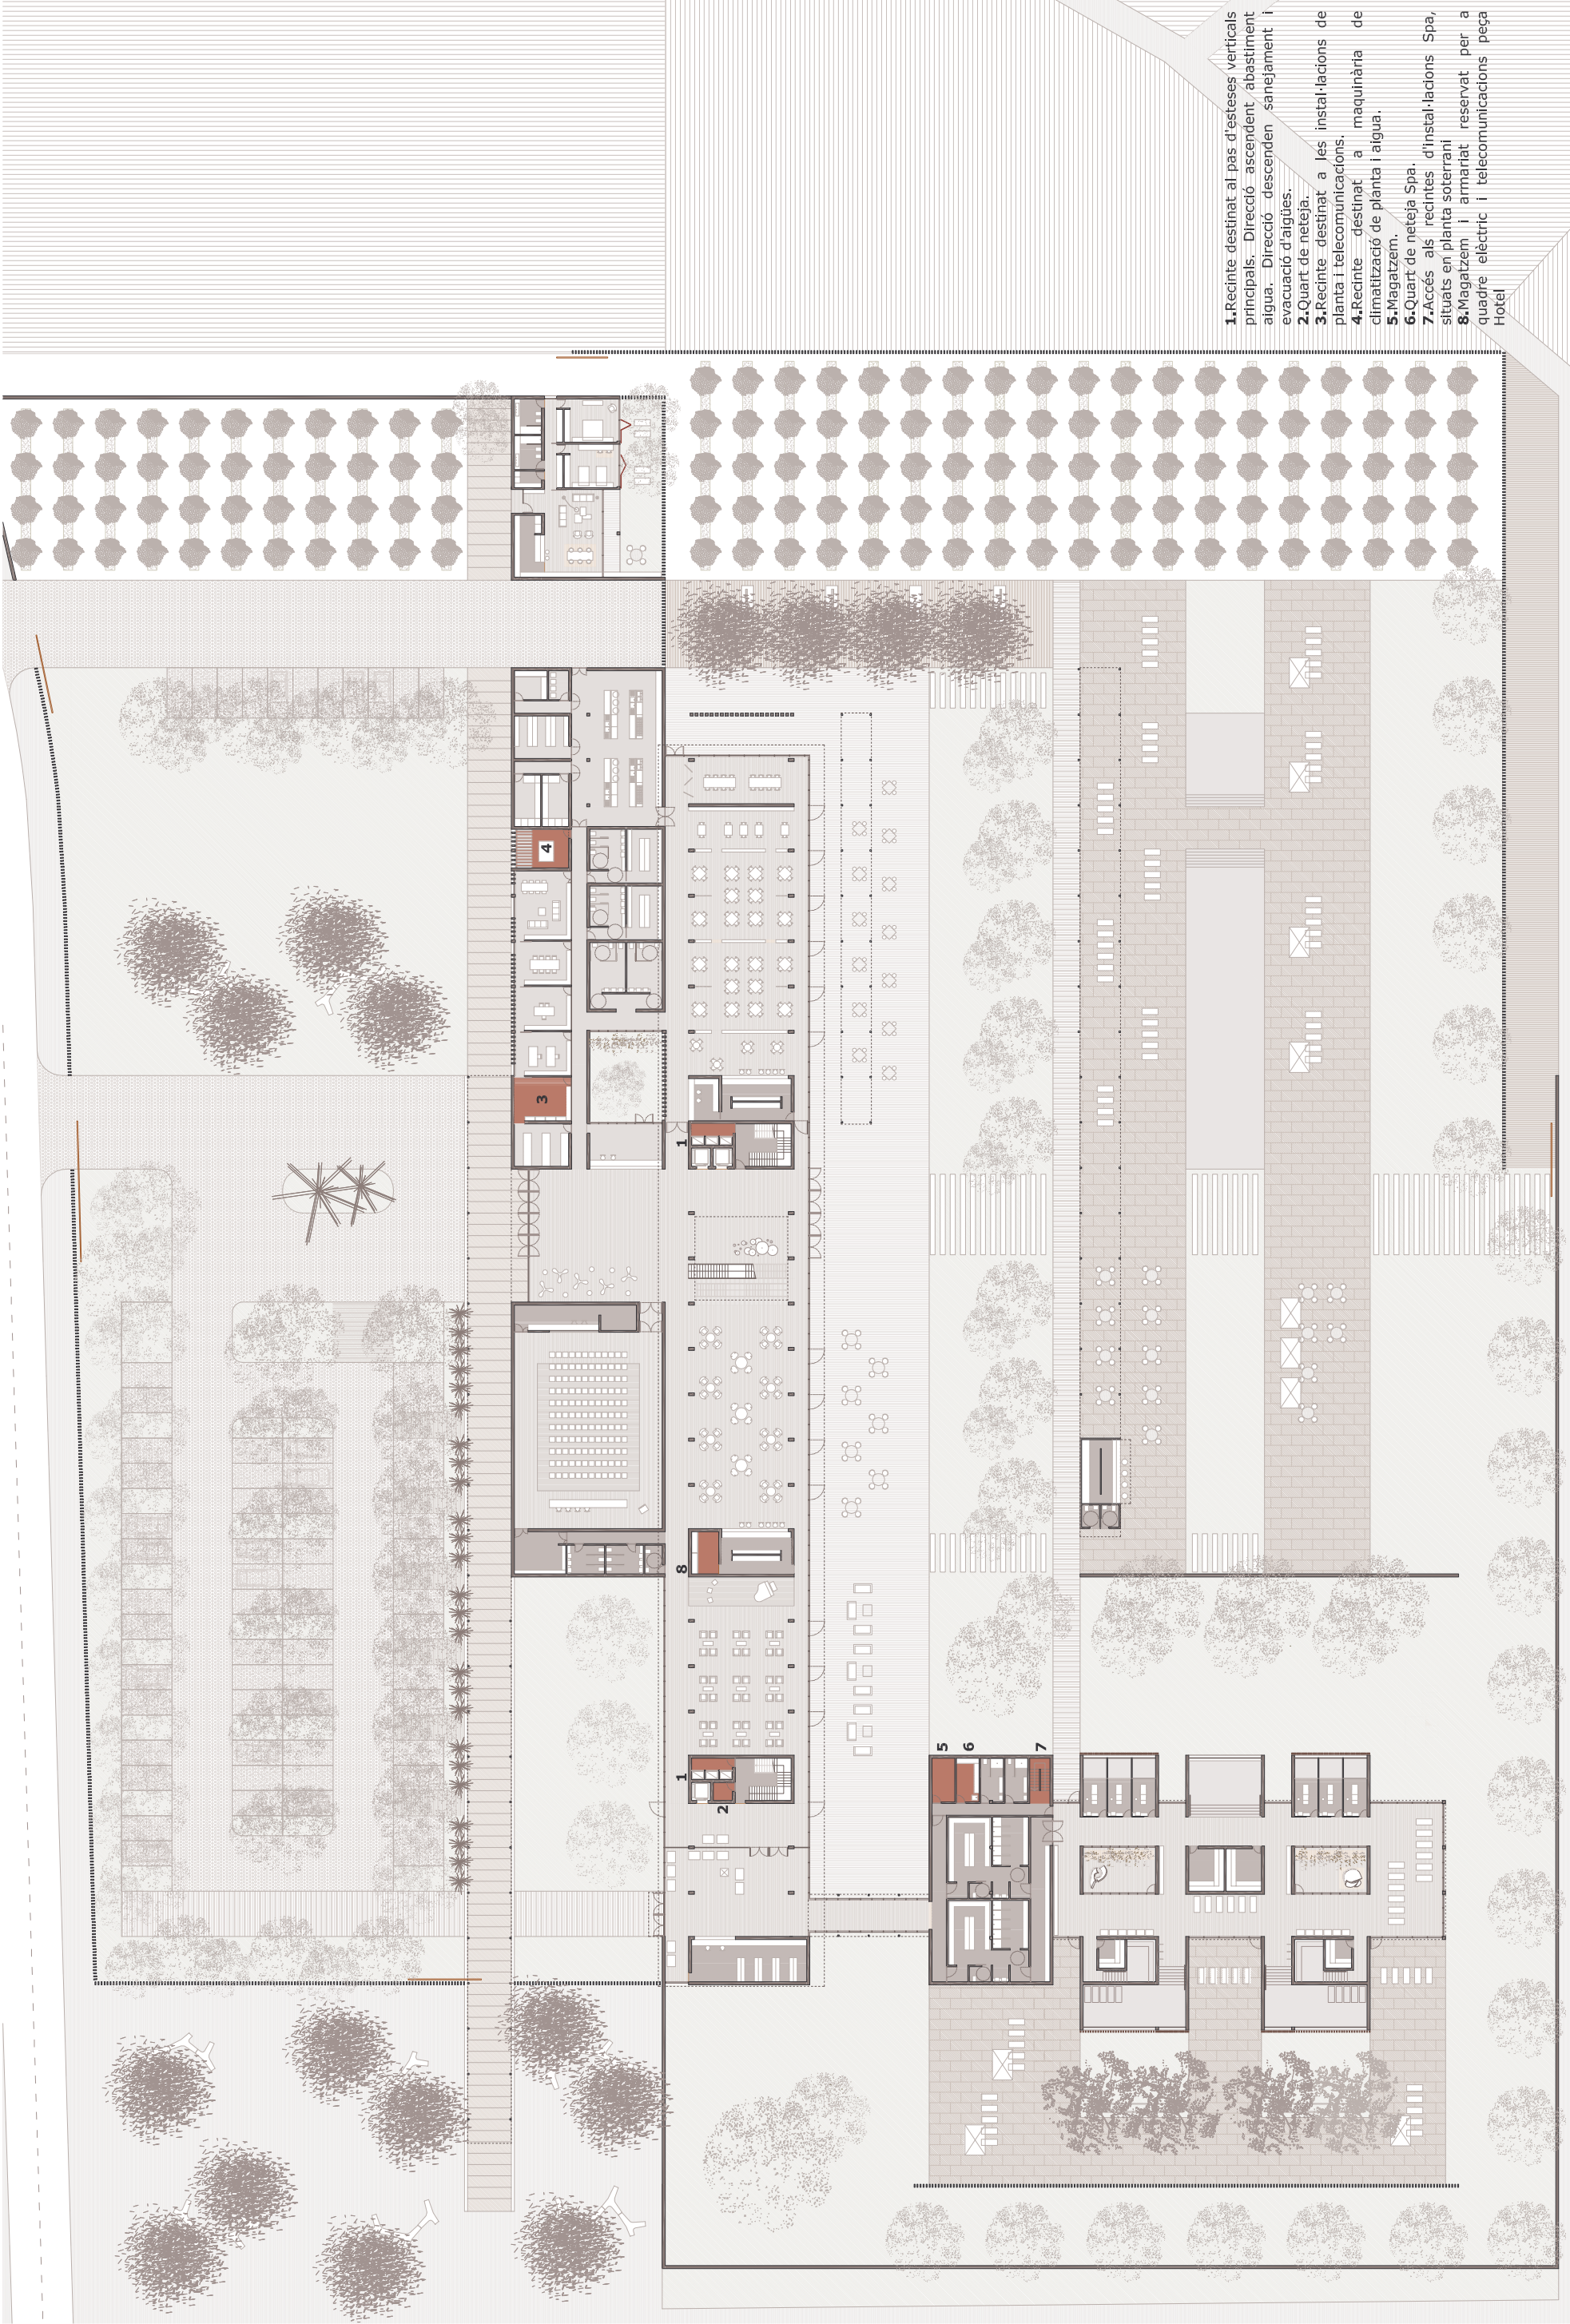 1.Recinte destinat al pas d'esteses verticals
principals. Direcció ascendent abastiment
aigua. Direcció descenden sanejament i
evacuació d'aigües.
2.Quart de neteja.
3.Recinte destinat a les instal·lacions de
planta i telecomunicacions.
4.Recinte destinat a maquinària de
climatització de planta i aigua.
5.Magatzem.
6.Quart de neteja Spa.
7.Accés als recintes d'instal·lacions Spa,
situats en planta soterrani
8.Magatzem i armariat reservat per a
quadre elèctric i telecomunicacions peça
Hotel
4
3
1
8
1
2
5
6
7